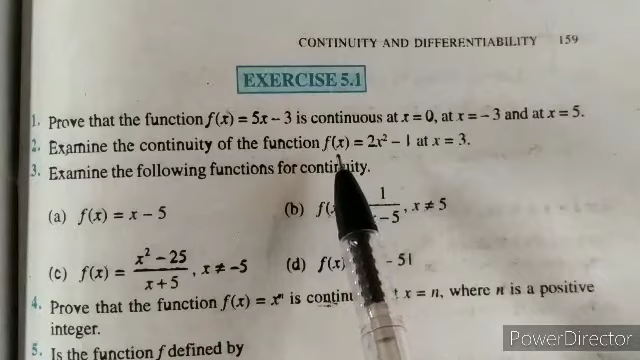 CONTINUITY AND DIFFERENTIABILITY 159
EXERCISE 5.1
1. Prove that the function f(x) = 5x – 3 is continuous at x = 0, at x = – 3 and at x = 5.
2. Examine the continuity of the function f(x) = 2x² – 1 at x = 3.
3. Examine the following functions for continuity.
(a) f(x) = x – 5 (b) f( 1/ –5 , x ≠ 5
(c) f(x) = x² – 25 / x + 5 , x ≠ –5 (d) f(x) – 5|
4. Prove that the function f(x) = xⁿ is continu t x = n, where n is a positive
integer.
5. Is the function f defined by
PowerDirector